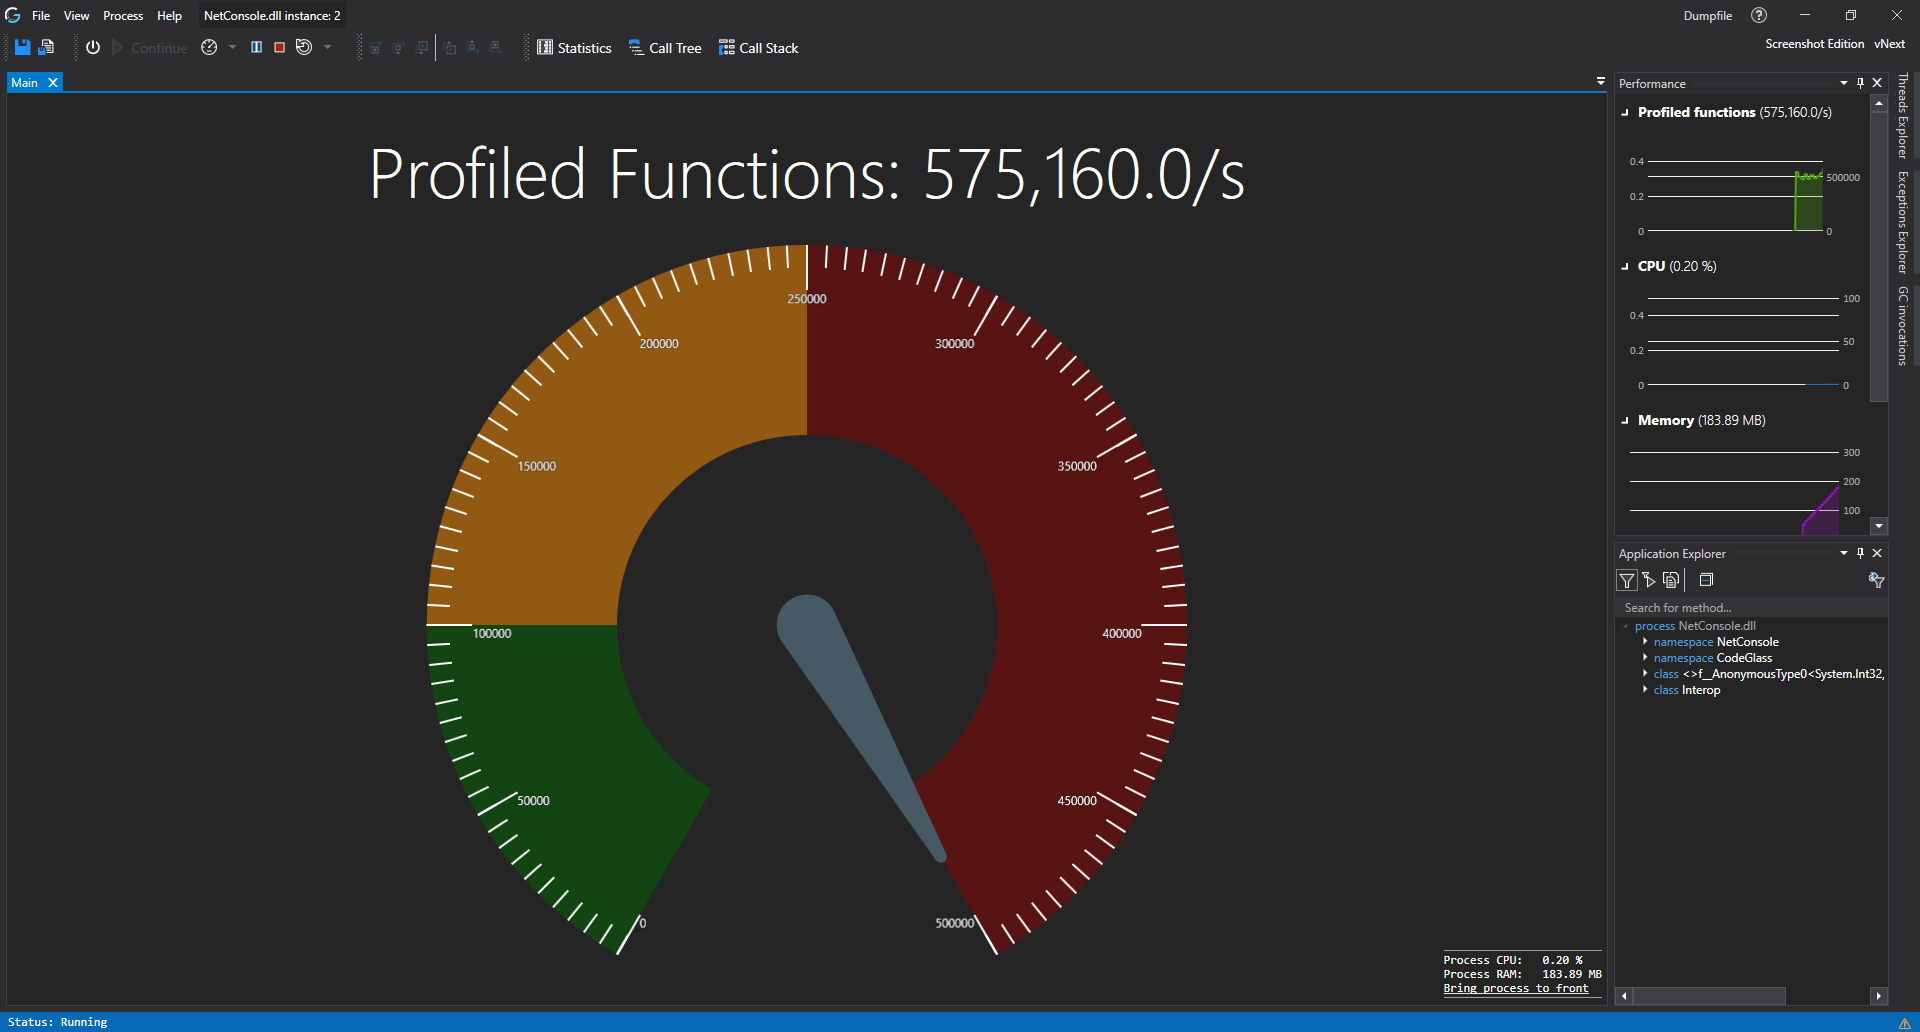 File View Process Help NetConsole.dll instance: 2 Dumpfile
Continue Statistics Call Tree Call Stack Screenshot Edition vNext
Main
Profiled Functions: 575,160.0/s
250000
200000 300000
150000 350000
100000 400000
50000 450000
0 500000
Process CPU: 0.20 %
Process RAM: 183.89 MB
Bring process to front
Performance
Profiled functions (575,160.0/s)
0.4
500000
0.2
0 0
CPU (0.20 %)
100
0.4
50
0.2
0 0
Memory (183.89 MB)
300
200
100
Application Explorer
Search for method...
process NetConsole.dll
namespace NetConsole
namespace CodeGlass
class <>f__AnonymousType0<System.Int32,
class Interop
Threads Explorer
Exceptions Explorer
GC invocations
Status: Running